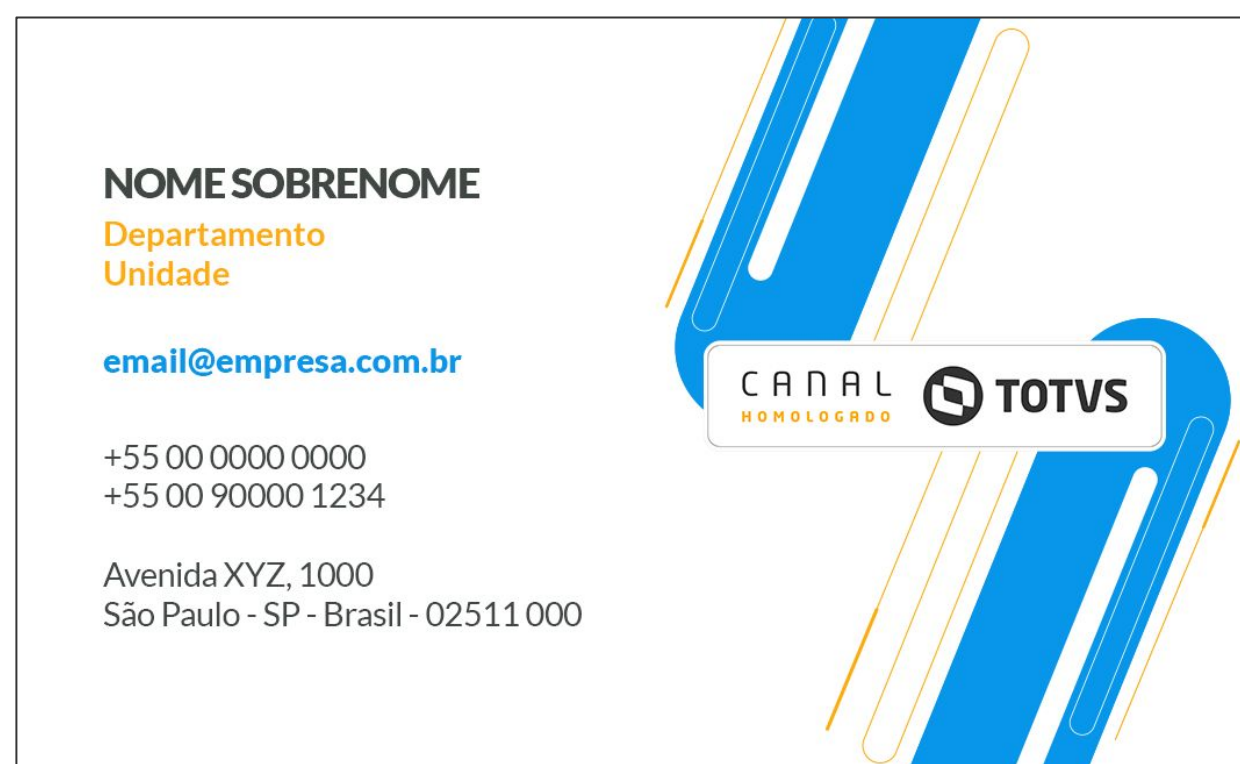 NOME SOBRENOME
Departamento
Unidade
email@empresa.com.br
+55 00 0000 0000
+55 00 90000 1234
Avenida XYZ, 1000
São Paulo - SP - Brasil - 02511 000
CANAL
HOMOLOGADO
TOTVS